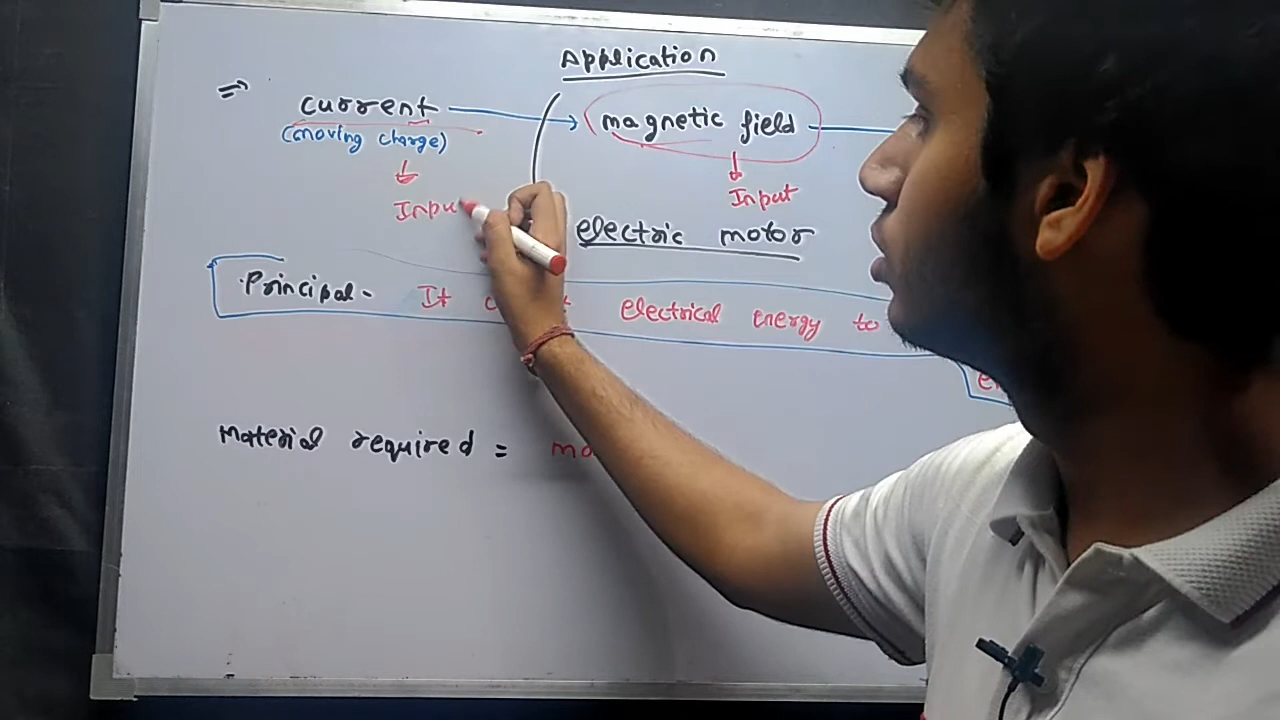 Application
⇒ current → magnetic field
(moving charge)
Inpu Input
electric motor
Principal- It electrical energy to
Material required =